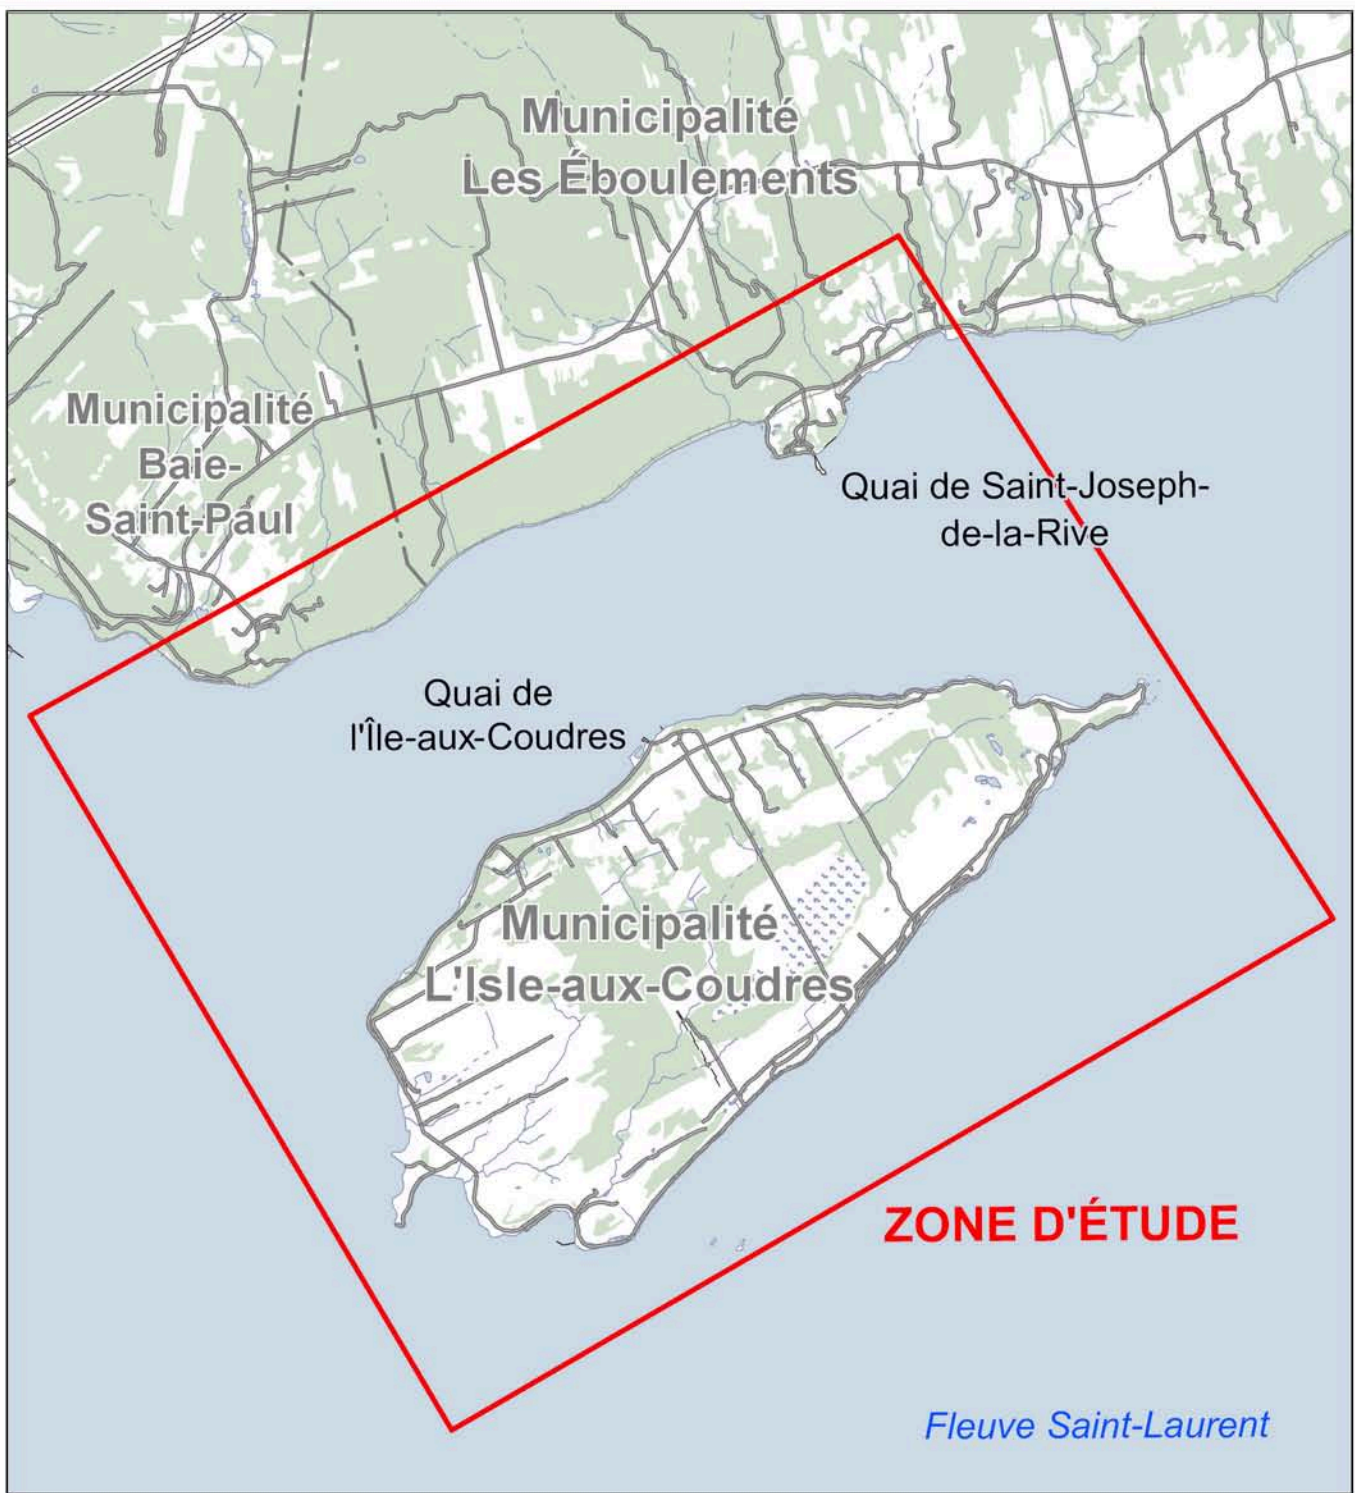 Municipalité
Les Éboulements
Municipalité
Baie-
Saint-Paul
Quai de Saint-Joseph-
de-la-Rive
Quai de
l'Île-aux-Coudres
Municipalité
L'Isle-aux-Coudres
ZONE D'ÉTUDE
Fleuve Saint-Laurent